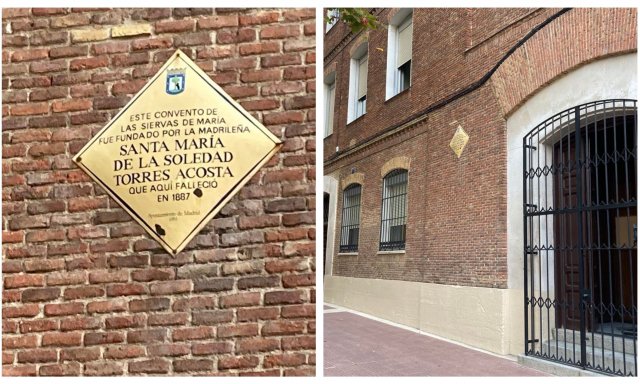 ESTE CONVENTO DE
LAS SIERVAS DE MARIA
FUE FUNDADO POR LA MADRILEÑA
SANTA MARÍA
DE LA SOLEDAD
TORRES ACOSTA
QUE AQUÍ FALLECIÓ
EN 1887
Ayuntamiento de Madrid